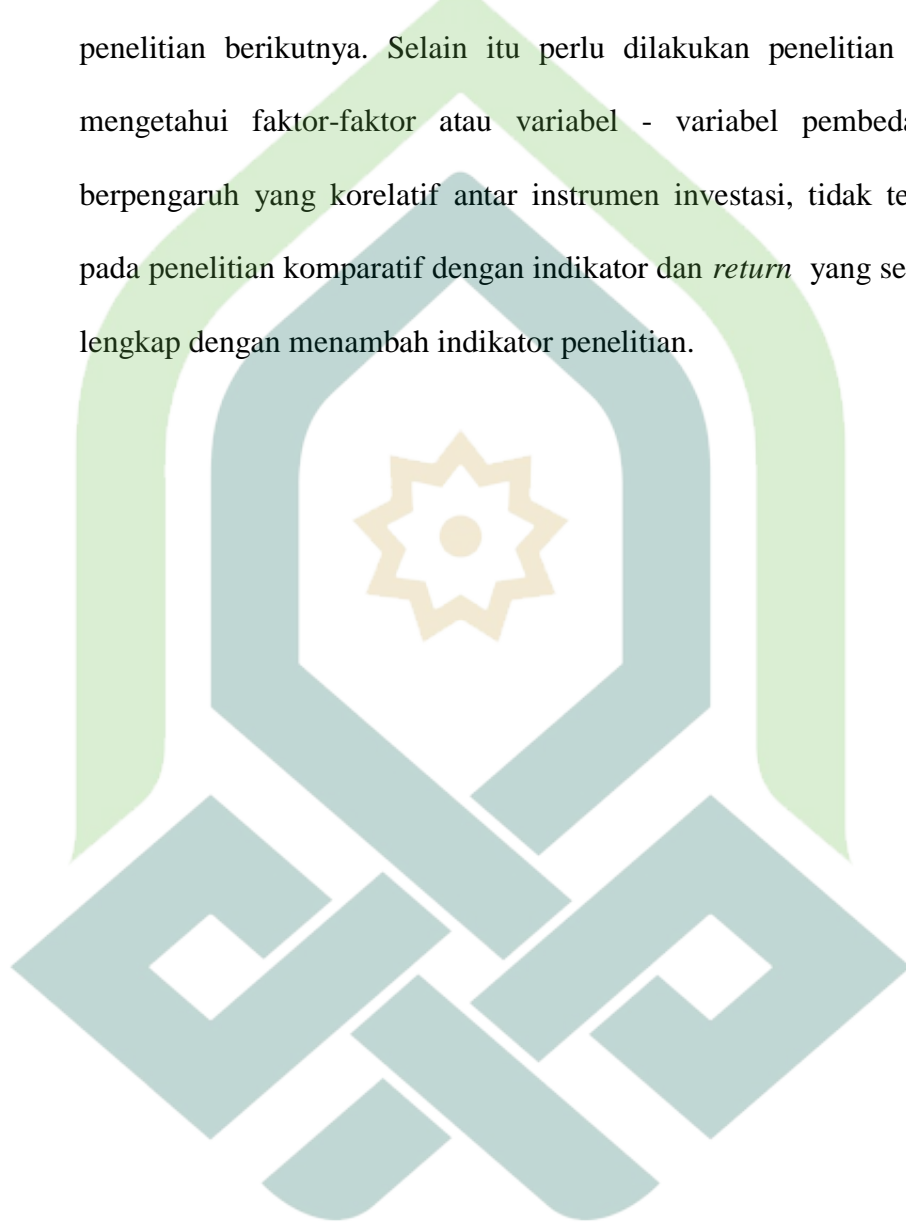 penelitian berikutnya. Selain itu perlu dilakukan penelitian
mengetahui faktor-faktor atau variabel - variabel
berpengaruh yang korelatif antar instrumen investasi, tidak
pada penelitian komparatif dengan indikator dan return yang
lengkap dengan menambah indikator penelitian.